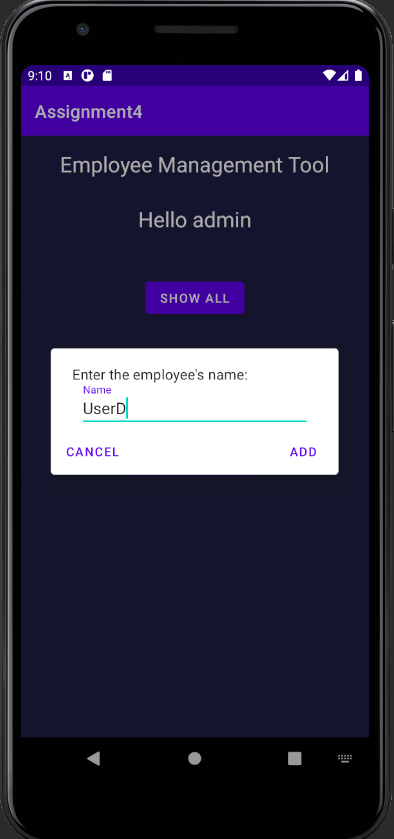 9:10
Assignment4
Employee Management Tool
Hello admin
SHOW ALL
Enter the employee's name:
Name
UserD
CANCEL ADD